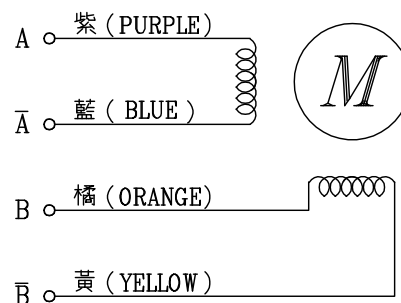 A 紫(PURPLE)
M
A̅ 藍(BLUE)
B 橘(ORANGE)
B̅ 黃(YELLOW)